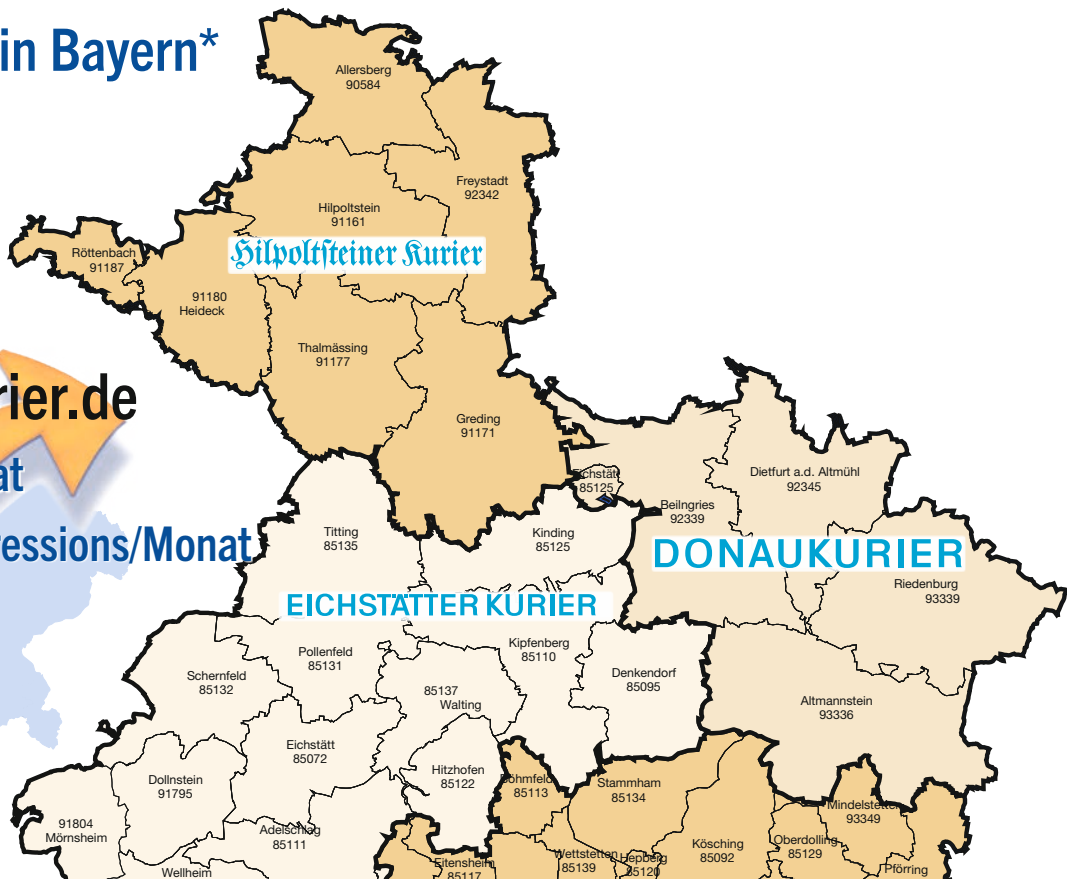 in Bayern*
Allersberg
90584
Freystadt
92342
Hilpoltstein
91161
Hilpoltsteiner Kurier
Röttenbach
91187
91180
Heideck
Thalmässing
91177
rier.de
Greding
91171
at
Eichstät
85125
Dietfurt a.d. Altmühl
92345
Beilngries
92339
Titting
85135
Kinding
85125
ressions/Monat
DONAUKURIER
Riedenburg
93339
EICHSTÄTTER KURIER
Pollenfeld
85131
Kipfenberg
85110
Schernfeld
85132
Denkendorf
85095
85137
Walting
Altmannstein
93336
Eichstätt
85072
Hitzhofen
85122
Dollnstein
91795
Böhmfeld
85113
Stammham
85134
Mindelstetten
93349
91804
Mörnsheim
Adelschlag
85111
Kösching
85092
Oberdolling
85129
Wettstetten
85139
Hepberg
85120
Eitensheim
85117
Wellheim
Pförring